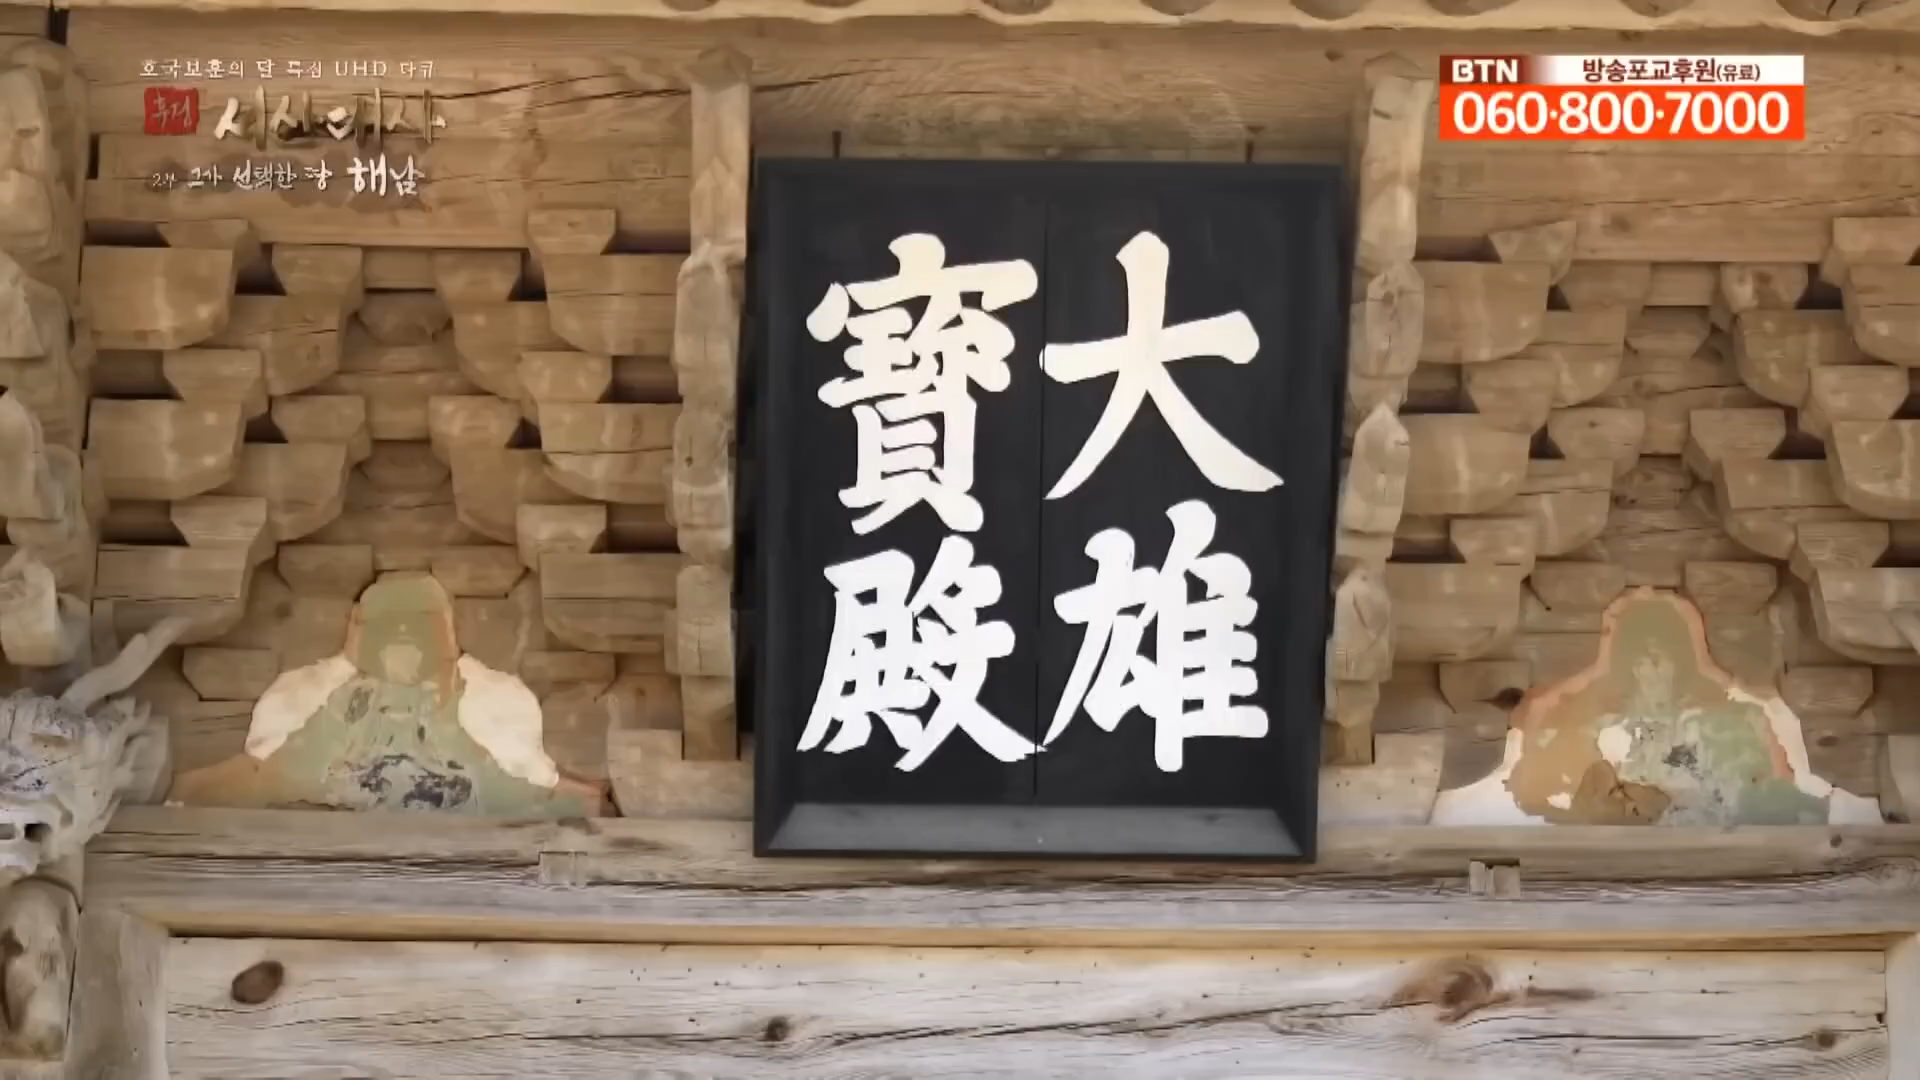 호국보훈의 달 특집 UHD 다큐
휴정 서산대사
2부 그가 선택한 땅 해남
BTN 방송포교후원(유료)
060·800·7000
大雄
寶殿